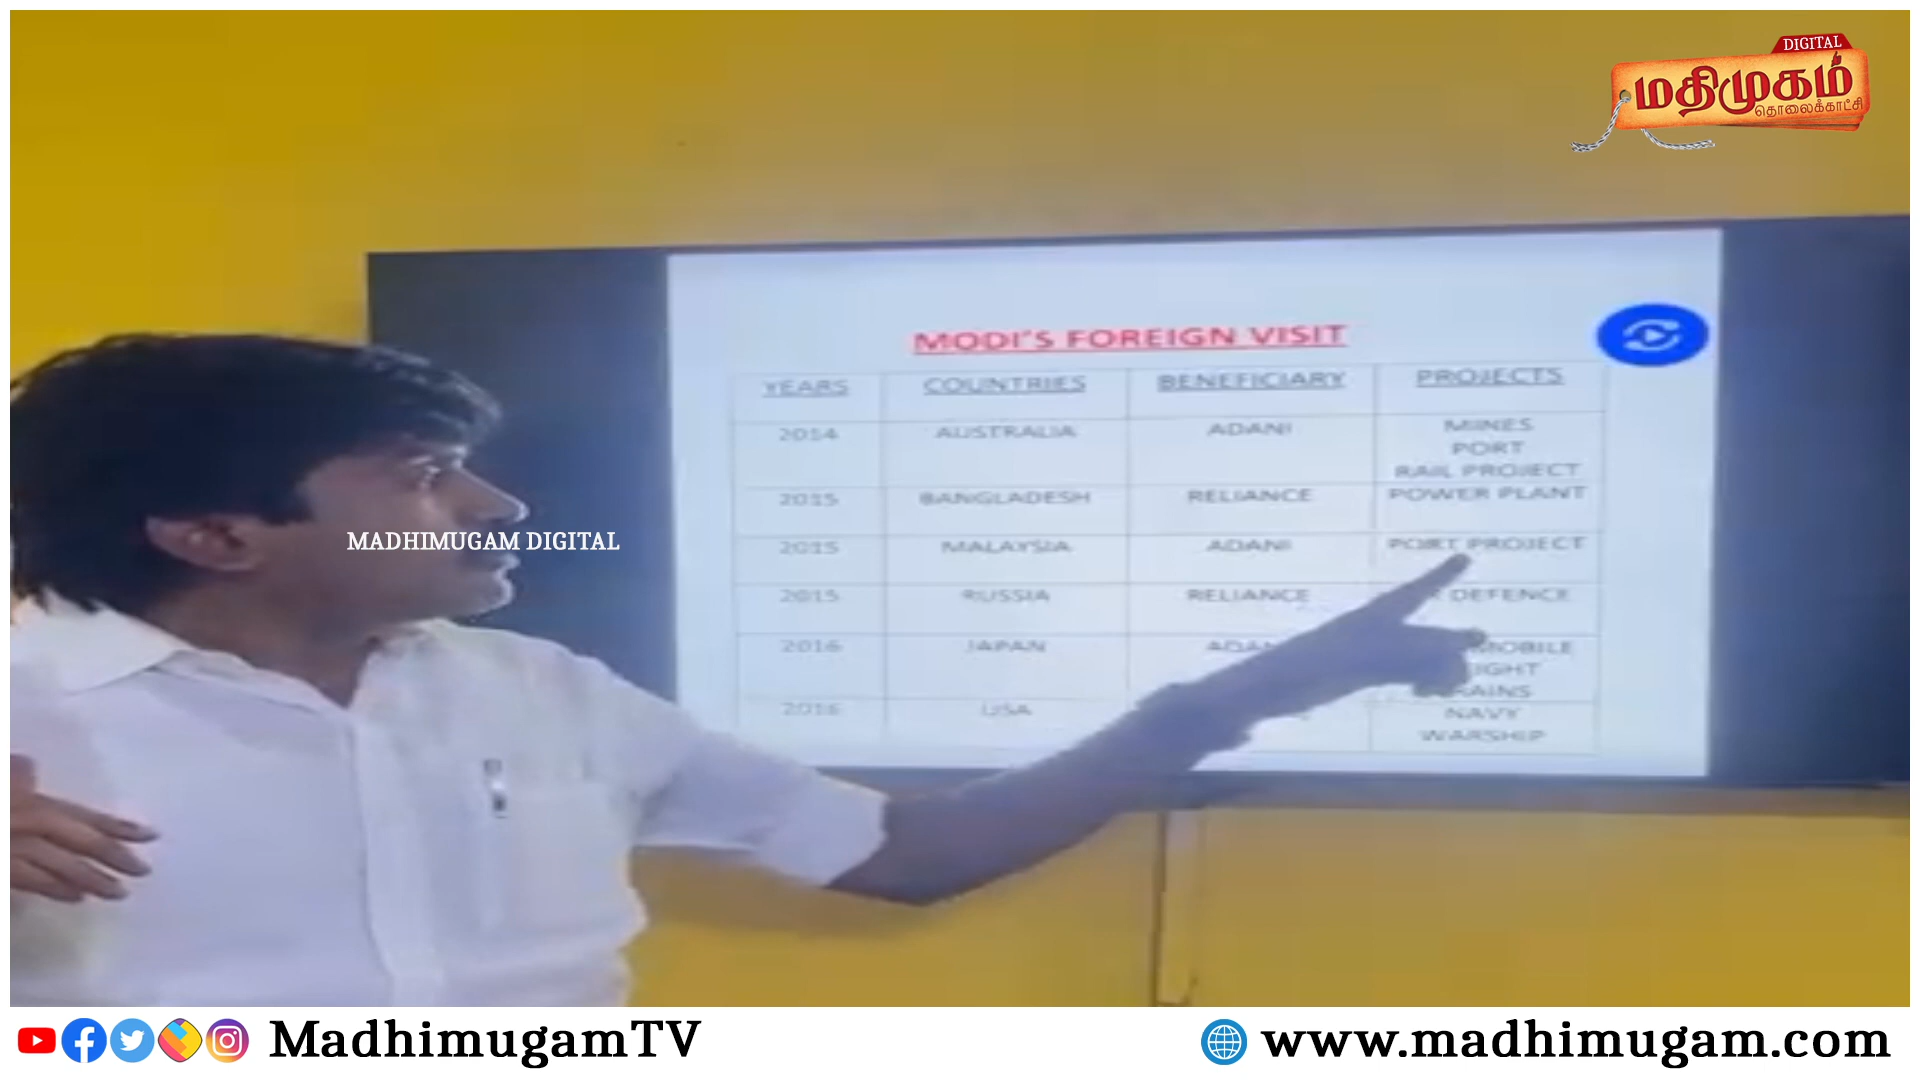 DIGITAL
மதிமுகம்
தொலைக்காட்சி
MODI'S FOREIGN VISIT
YEARS COUNTRIES BENEFICIARY PROJECTS
2014 AUSTRALIA ADANI MIINES
PORT
RAIL PROJECT
2015 BANGLADESH RELIANCE POWER PLANT
2015 MALAYSIA ADANI PORT PROJECT
2015 RUSSIA RELIANCE DEFENCE
2016 JAPAN
2016 USA NAVY
WARSHIP
MADHIMUGAM DIGITAL
MadhimugamTV
www.madhimugam.com